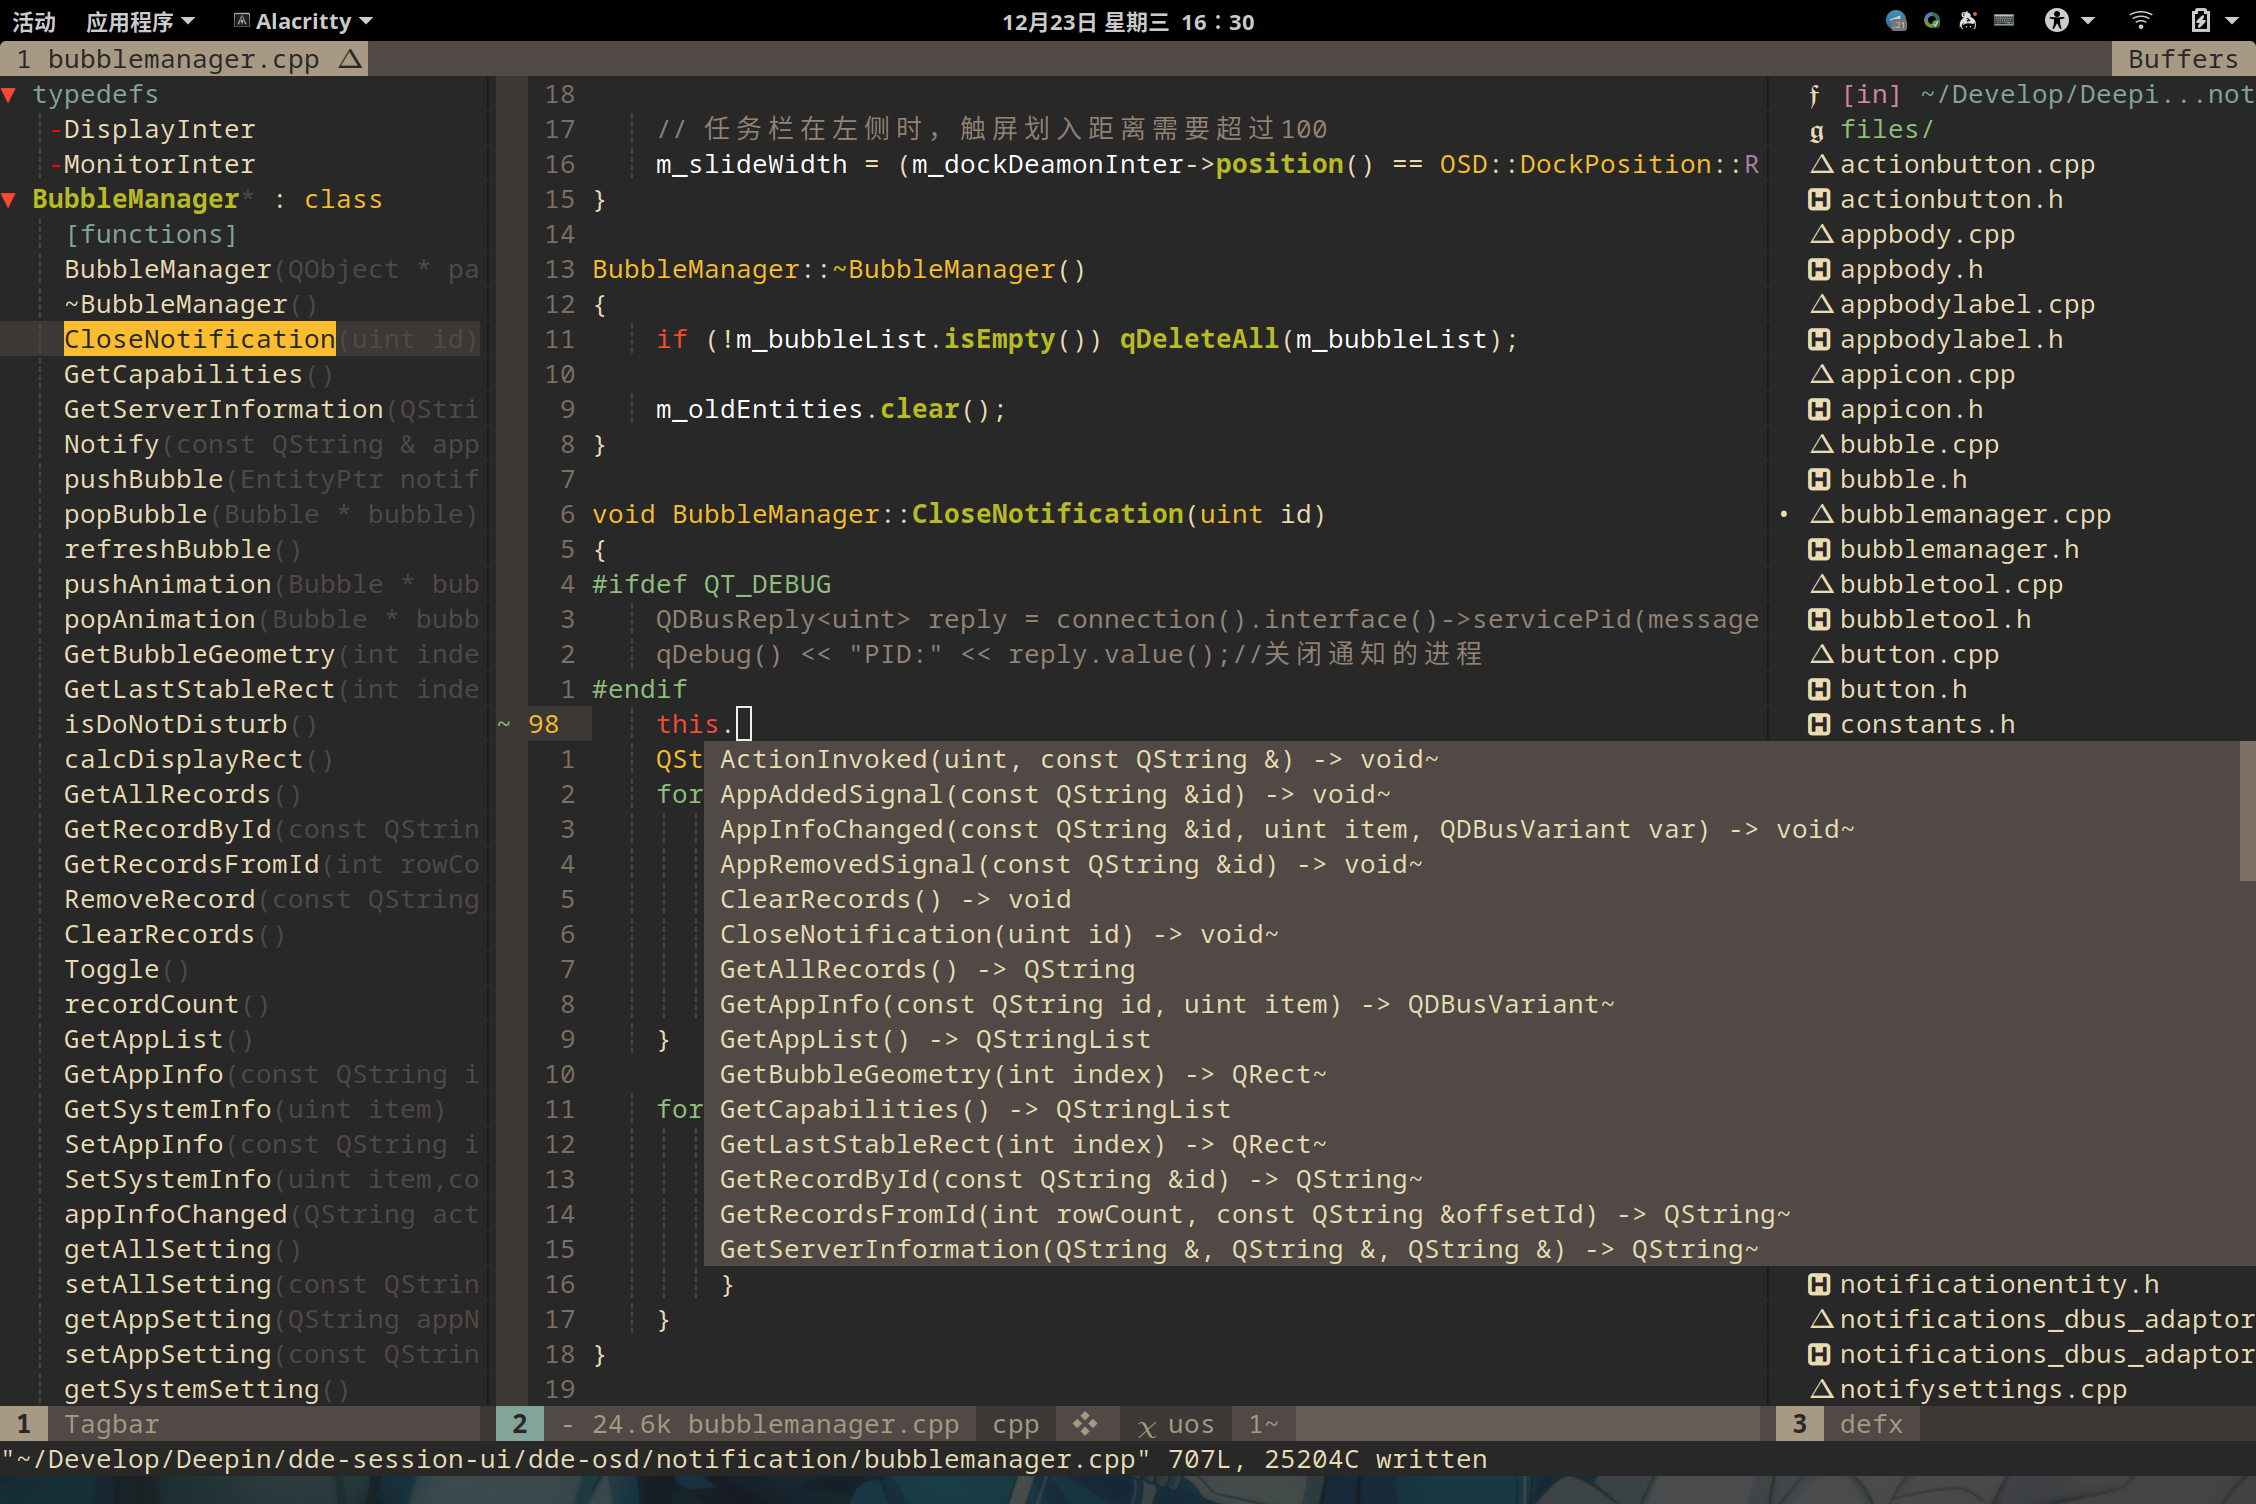 活动 应用程序 Alacritty 12月23日 星期三 16：30
1 bubblemanager.cpp Buffers
typedefs
-DisplayInter
-MonitorInter
BubbleManager* : class
[functions]
BubbleManager(QObject * pa
~BubbleManager()
CloseNotification(uint id)
GetCapabilities()
GetServerInformation(QStri
Notify(const QString & app
pushBubble(EntityPtr notif
popBubble(Bubble * bubble)
refreshBubble()
pushAnimation(Bubble * bub
popAnimation(Bubble * bubb
GetBubbleGeometry(int inde
GetLastStableRect(int inde
isDoNotDisturb()
calcDisplayRect()
GetAllRecords()
GetRecordById(const QStrin
GetRecordsFromId(int rowCo
RemoveRecord(const QString
ClearRecords()
Toggle()
recordCount()
GetAppList()
GetAppInfo(const QString i
GetSystemInfo(uint item)
SetAppInfo(const QString i
SetSystemInfo(uint item,co
appInfoChanged(QString act
getAllSetting()
setAllSetting(const QStrin
getAppSetting(QString appN
setAppSetting(const QStrin
getSystemSetting()
18
17 // 任务栏在左侧时，触屏划入距离需要超过100
16 m_slideWidth = (m_dockDeamonInter->position() == OSD::DockPosition::R
15 }
14
13 BubbleManager::~BubbleManager()
12 {
11 if (!m_bubbleList.isEmpty()) qDeleteAll(m_bubbleList);
10
9 m_oldEntities.clear();
8 }
7
6 void BubbleManager::CloseNotification(uint id)
5 {
4 #ifdef QT_DEBUG
3 QDBusReply<uint> reply = connection().interface()->servicePid(message
2 qDebug() << "PID:" << reply.value();//关闭通知的进程
1 #endif
~ 98 this.
1 QSt ActionInvoked(uint, const QString &) -> void~
2 for AppAddedSignal(const QString &id) -> void~
3 AppInfoChanged(const QString &id, uint item, QDBusVariant var) -> void~
4 AppRemovedSignal(const QString &id) -> void~
5 ClearRecords() -> void
6 CloseNotification(uint id) -> void~
7 GetAllRecords() -> QString
8 GetAppInfo(const QString id, uint item) -> QDBusVariant~
9 } GetAppList() -> QStringList
10 GetBubbleGeometry(int index) -> QRect~
11 for GetCapabilities() -> QStringList
12 GetLastStableRect(int index) -> QRect~
13 GetRecordById(const QString &id) -> QString~
14 GetRecordsFromId(int rowCount, const QString &offsetId) -> QString~
15 GetServerInformation(QString &, QString &, QString &) -> QString~
16 }
17 }
18 }
19
[in] ~/Develop/Deepi...not
files/
actionbutton.cpp
actionbutton.h
appbody.cpp
appbody.h
appbodylabel.cpp
appbodylabel.h
appicon.cpp
appicon.h
bubble.cpp
bubble.h
• bubblemanager.cpp
bubblemanager.h
bubbletool.cpp
bubbletool.h
button.cpp
button.h
constants.h
notificationentity.h
notifications_dbus_adaptor
notifications_dbus_adaptor
notifysettings.cpp
1 Tagbar 2 - 24.6k bubblemanager.cpp cpp uos 1~ 3 defx
"~/Develop/Deepin/dde-session-ui/dde-osd/notification/bubblemanager.cpp" 707L, 25204C written